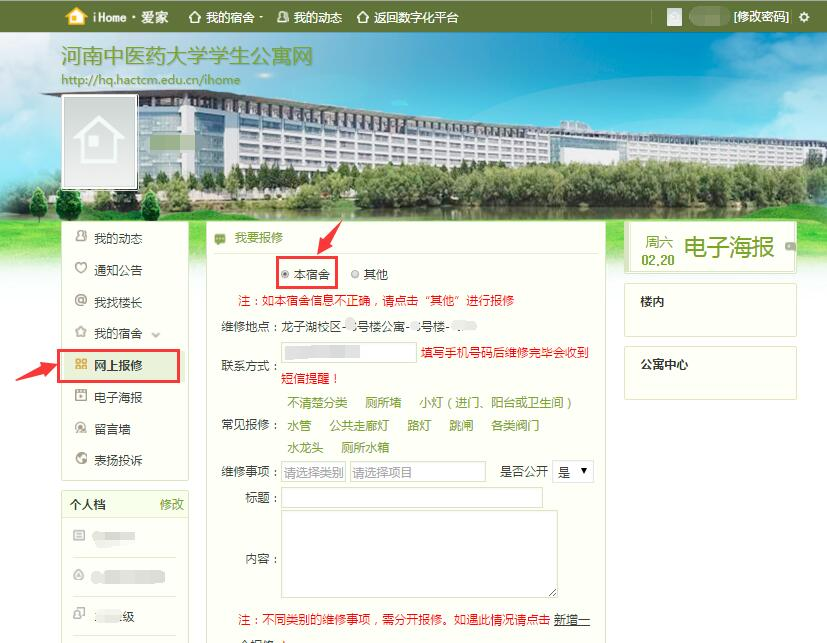 iHome · 爱家 我的宿舍 我的动态 返回数字化平台 [修改密码]
河南中医药大学学生公寓网
http://hq.hactcm.edu.cn/ihome
我的动态
通知公告
我找楼长
我的宿舍
网上报修
电子海报
留言墙
表扬投诉
个人档 修改
级
我要报修
本宿舍 其他
注：如本宿舍信息不正确，请点击“其他”进行报修
维修地点：龙子湖校区- 号楼公寓- 号楼-
联系方式： 填写手机号码后维修完毕会收到
短信提醒！
常见报修： 不清楚分类 厕所堵 小灯（进门、阳台或卫生间）
水管 公共走廊灯 路灯 跳闸 各类阀门
水龙头 厕所水箱
维修事项： 请选择类别 请选择项目 是否公开 是
标题：
内容：
注：不同类别的维修事项，需分开报修。如遇此情况请点击 新增一
个报修！
周六
02,20
电子海报
楼内
公寓中心